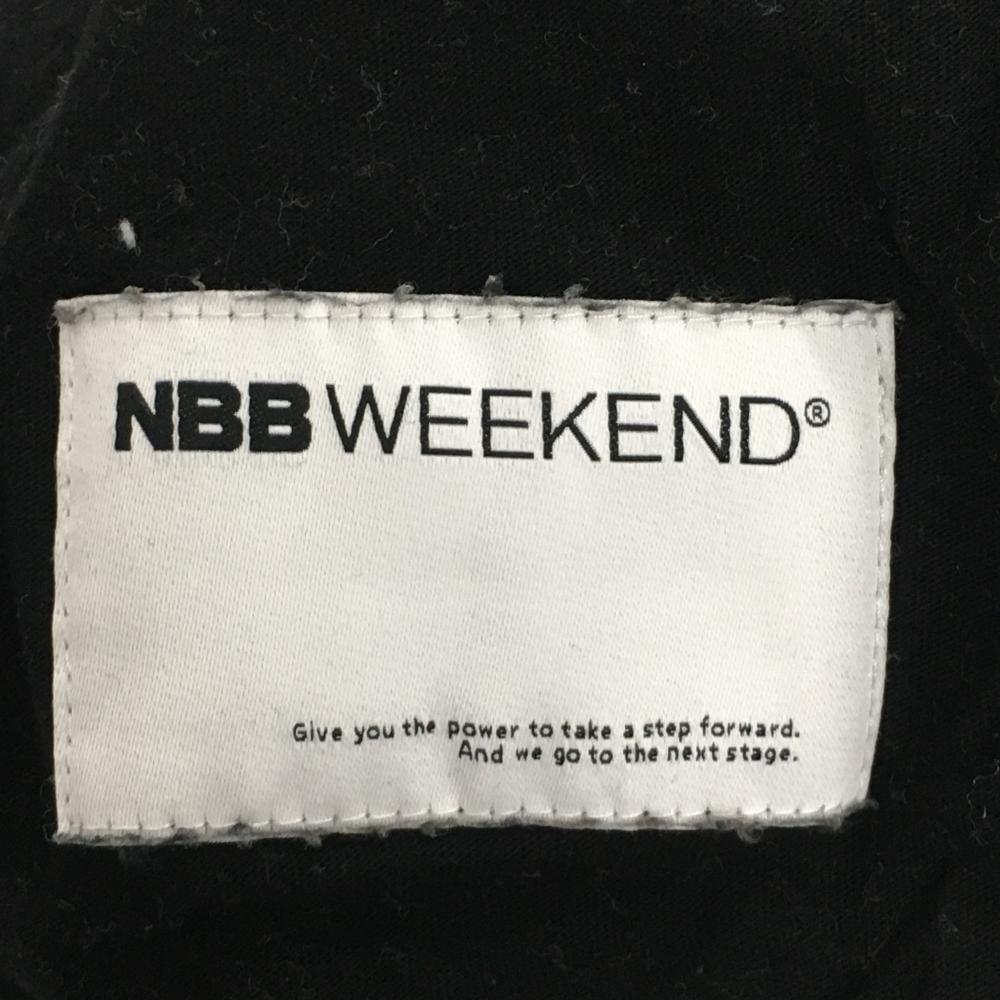 NBB WEEKEND®
Give you the power to take a step forward.
And we go to the next stage.